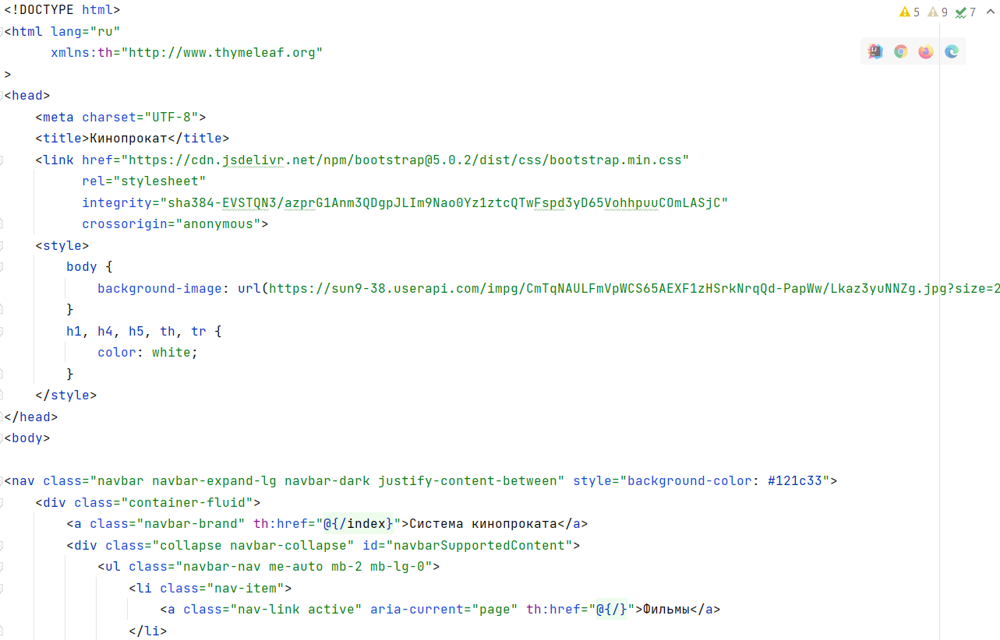 <!DOCTYPE html>
5 9 7
<html lang="ru"
xmlns:th="http://www.thymeleaf.org"
>
<head>
<meta charset="UTF-8">
<title>Кинопрокат</title>
<link href="https://cdn.jsdelivr.net/npm/bootstrap@5.0.2/dist/css/bootstrap.min.css"
rel="stylesheet"
integrity="sha384-EVSTQN3/azprG1Anm3QDgpJLIm9Nao0Yz1ztcQTwFspd3yD65VohhpuuCOmLASjC"
crossorigin="anonymous">
<style>
body {
background-image: url(https://sun9-38.userapi.com/impg/CmTqNAULFmVpWCS65AEXF1zHSrkNrqQd-PapWw/Lkaz3yuNNZg.jpg?size=2
}
h1, h4, h5, th, tr {
color: white;
}
</style>
</head>
<body>
<nav class="navbar navbar-expand-lg navbar-dark justify-content-between" style="background-color: #121c33">
<div class="container-fluid">
<a class="navbar-brand" th:href="@{/index}">Система кинопроката</a>
<div class="collapse navbar-collapse" id="navbarSupportedContent">
<ul class="navbar-nav me-auto mb-2 mb-lg-0">
<li class="nav-item">
<a class="nav-link active" aria-current="page" th:href="@{/}">Фильмы</a>
</li>